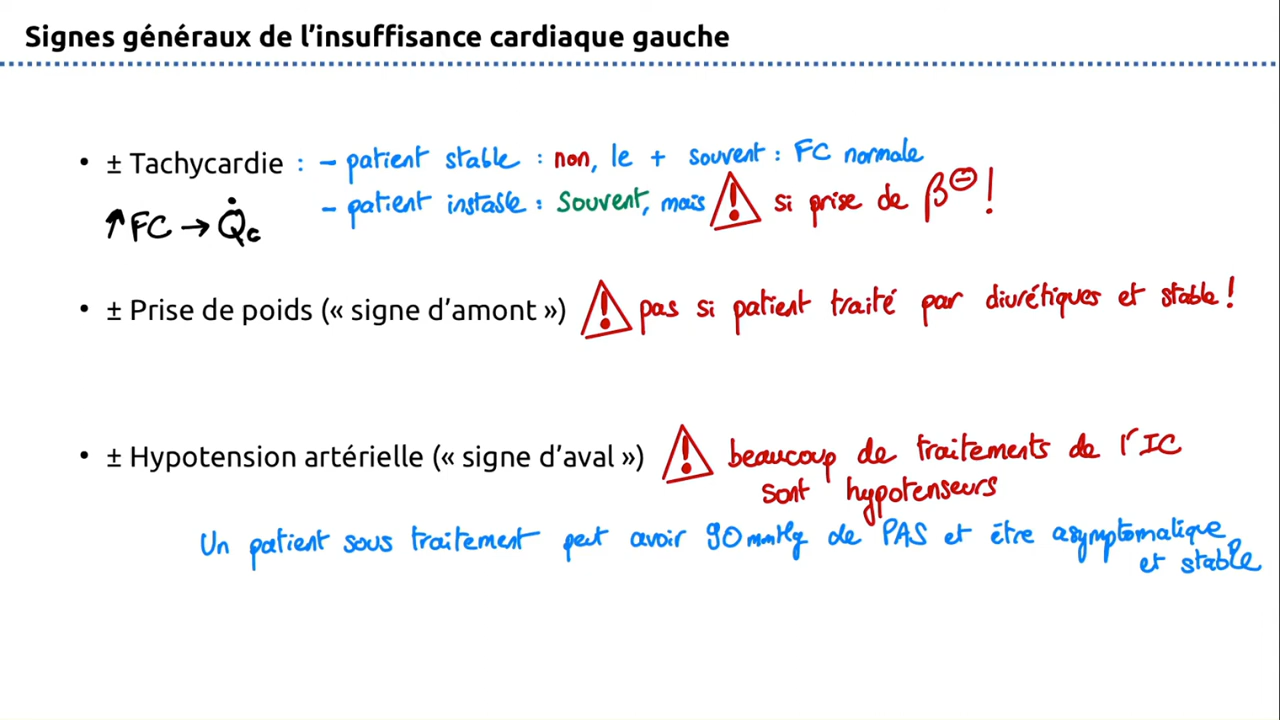 Signes généraux de l'insuffisance cardiaque gauche
• ± Tachycardie : - patient stable : non, le + souvent : FC normale
- patient instable : Souvent, mais ⚠ si prise de β⊖ !
↑FC → Q̇c
• ± Prise de poids (« signe d'amont ») ⚠ pas si patient traité par diurétiques et stable !
• ± Hypotension artérielle (« signe d'aval ») ⚠ beaucoup de traitements de l'IC
sont hypotenseurs
Un patient sous traitement peut avoir 90 mmHg de PAS et être asymptomatique
et stable